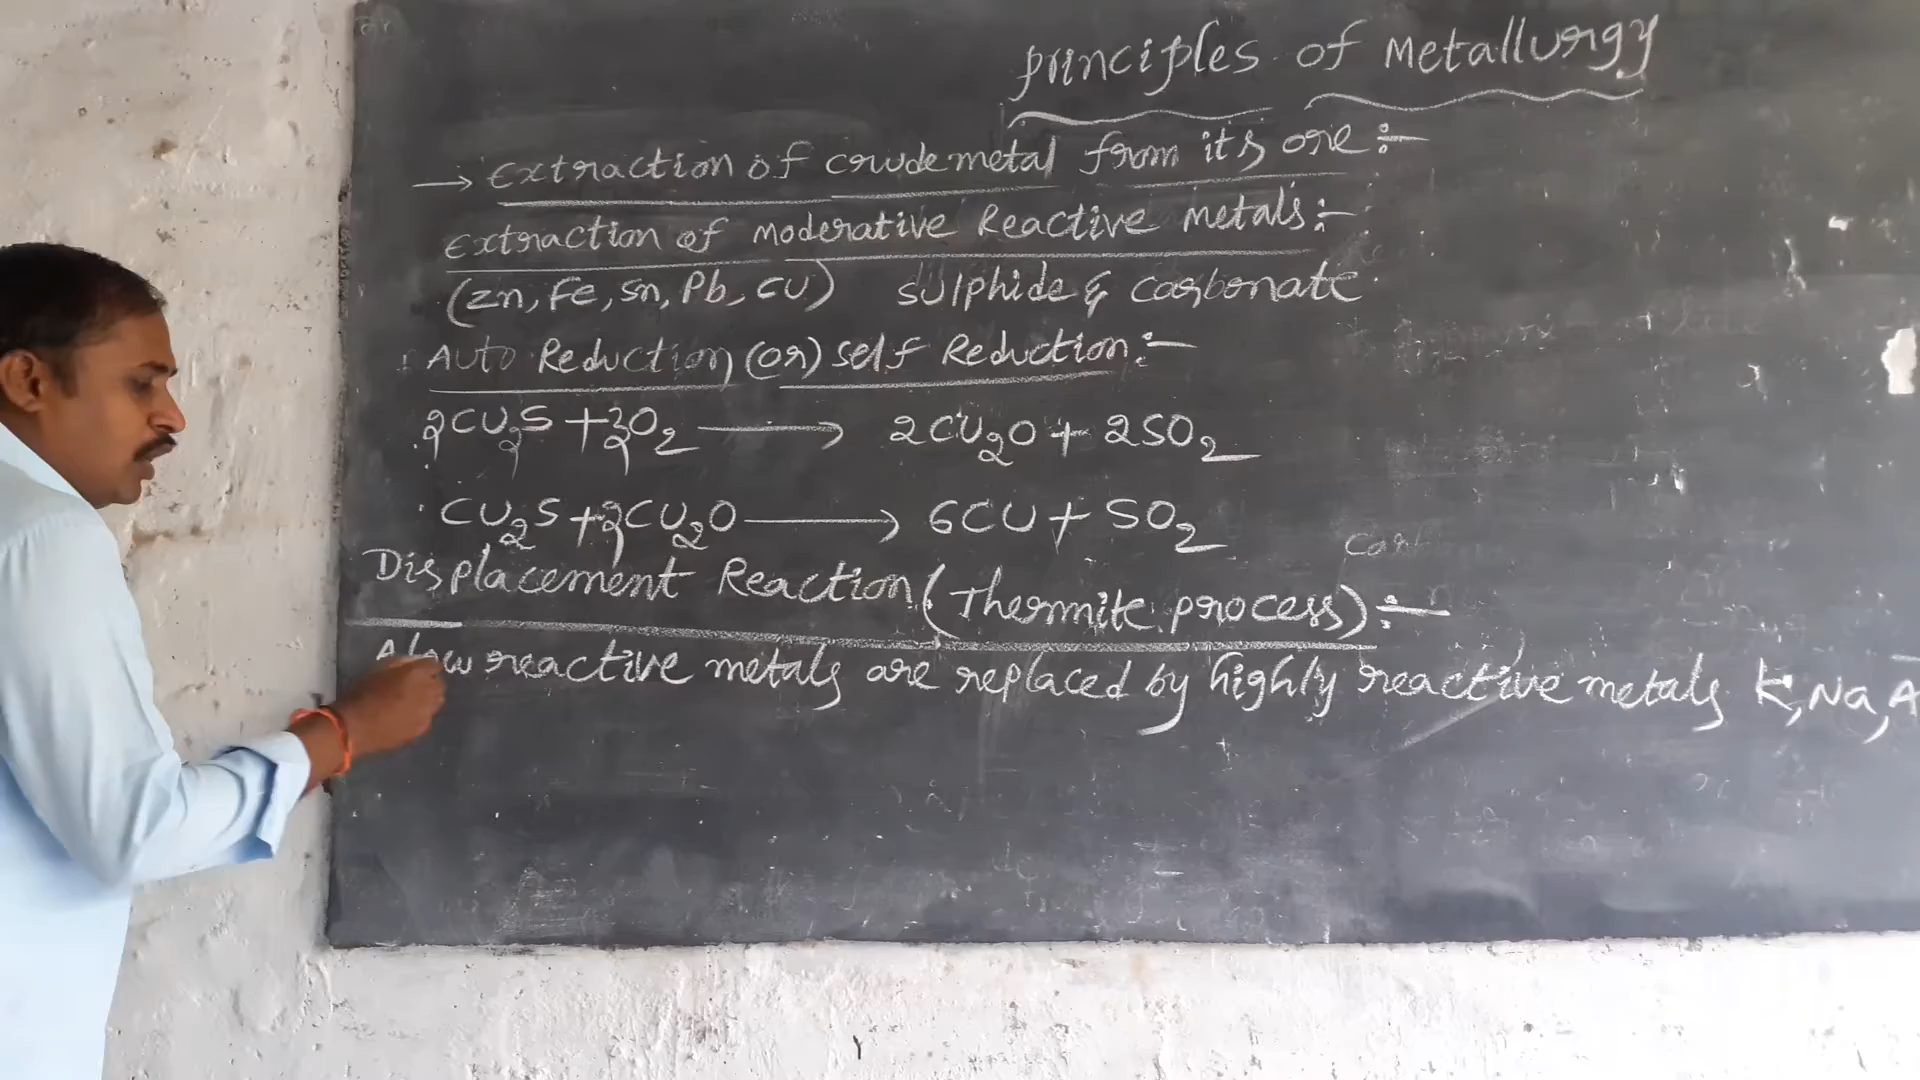 Principles of Metallurgy
→ Extraction of crude metal from its ore :-
Extraction of moderative Reactive metals :-
(Zn, Fe, Sn, Pb, Cu) sulphide & carbonate
Auto Reduction (or) self Reduction :-
2Cu₂S + 3O₂ → 2Cu₂O + 2SO₂
Cu₂S + 2Cu₂O → 6Cu + SO₂
Displacement Reaction (Thermite process) :-
A low reactive metals are replaced by highly reactive metals K, Na, A